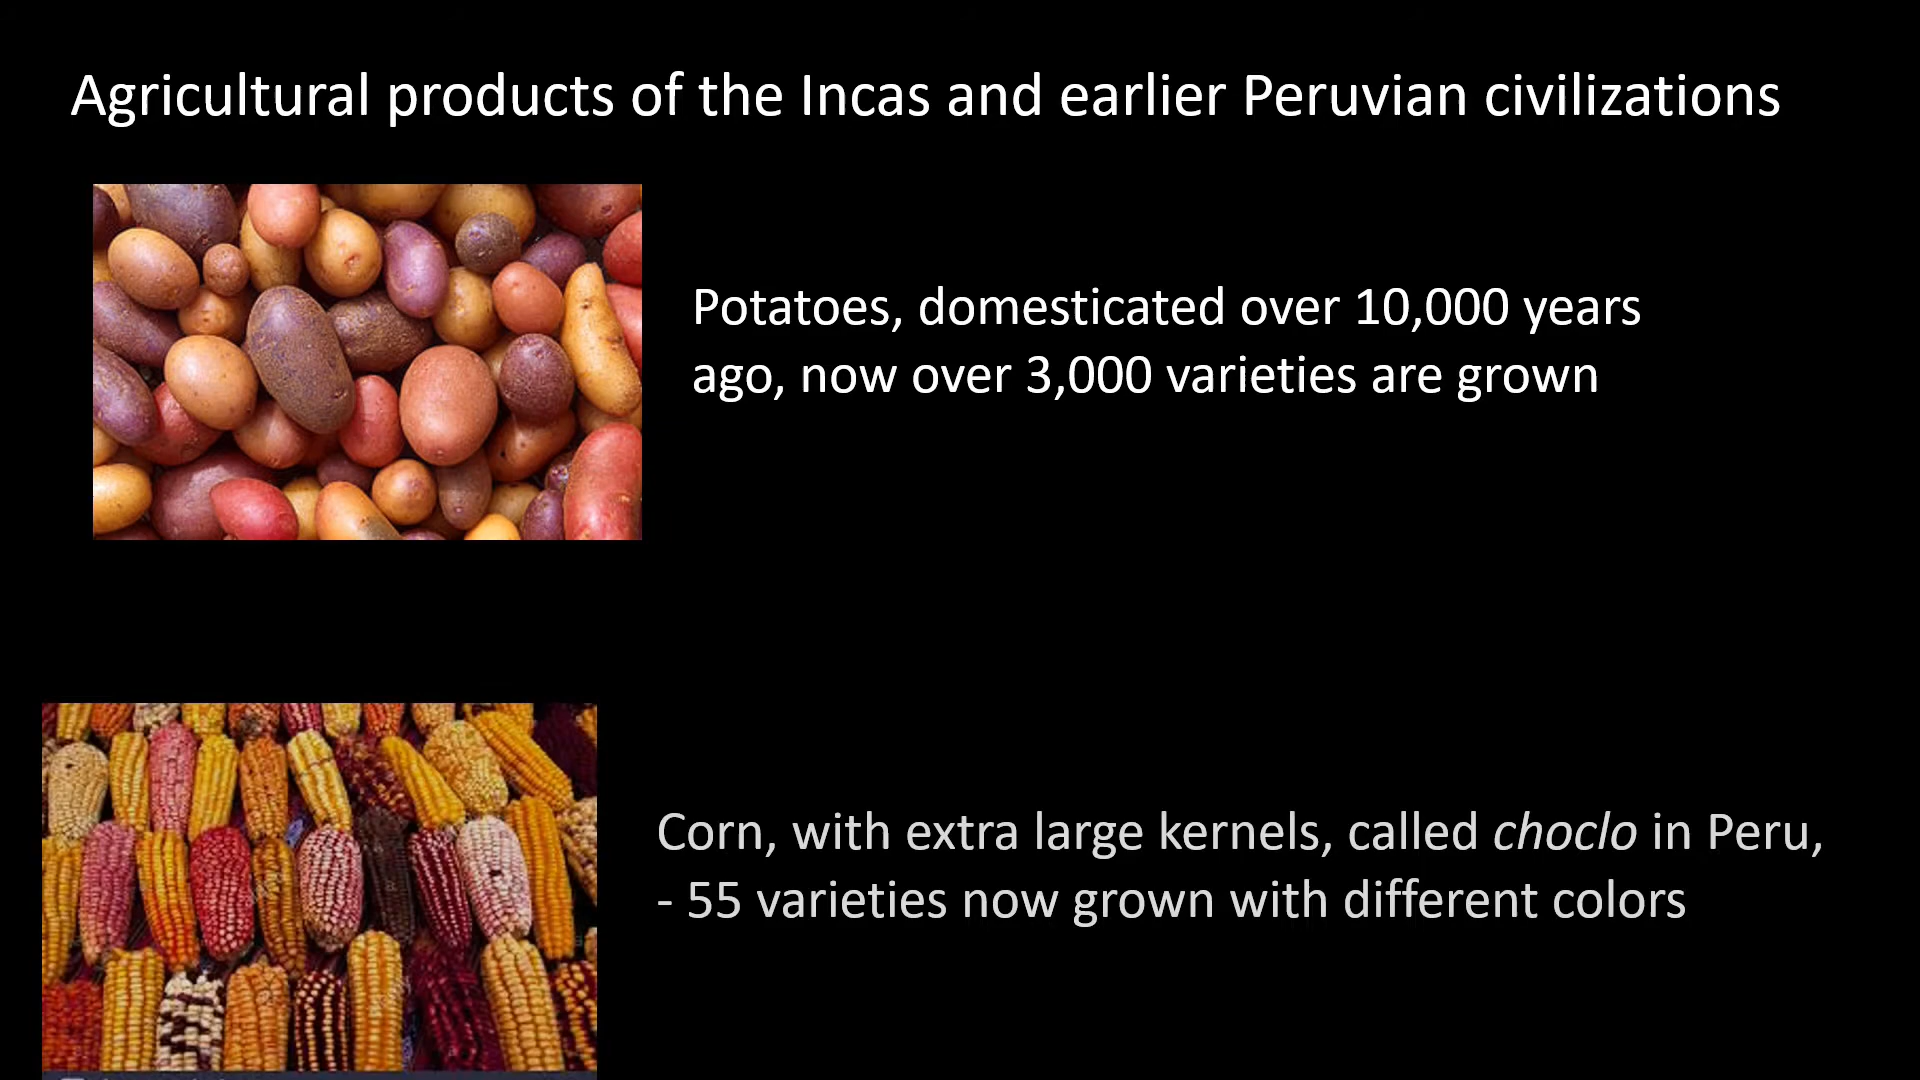 Agricultural products of the Incas and earlier Peruvian civilizations
Potatoes, domesticated over 10,000 years
ago, now over 3,000 varieties are grown
Corn, with extra large kernels, called choclo in Peru,
- 55 varieties now grown with different colors